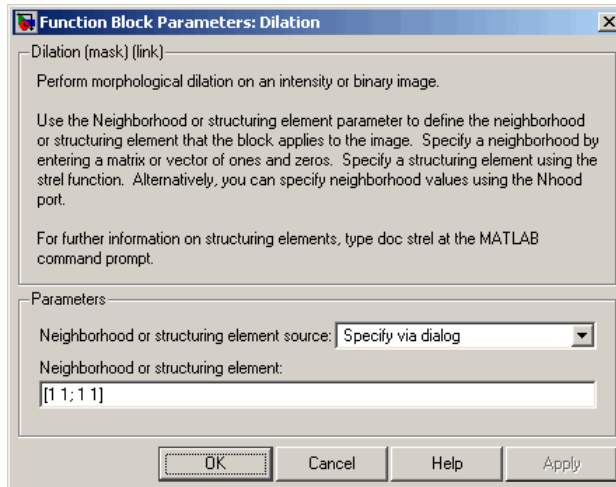 Function Block Parameters: Dilation
Dilation (mask) (link)
Perform morphological dilation on an intensity or binary image.
Use the Neighborhood or structuring element parameter to define the neighborhood
or structuring element that the block applies to the image. Specify a neighborhood by
entering a matrix or vector of ones and zeros. Specify a structuring element using the
strel function. Alternatively, you can specify neighborhood values using the Nhood
port.
For further information on structuring elements, type doc strel at the MATLAB
command prompt.
Parameters
Neighborhood or structuring element source: Specify via dialog
Neighborhood or structuring element:
[1 1; 1 1]
OK Cancel Help Apply